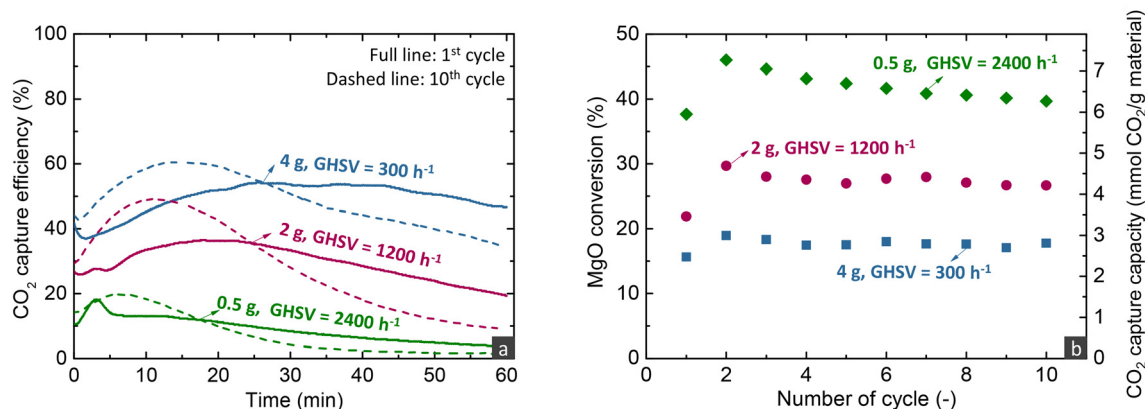 Full line: 1st cycle
Dashed line: 10th cycle
4 g, GHSV = 300 h-1
2 g, GHSV = 1200 h-1
0.5 g, GHSV = 2400 h-1
CO2 capture efficiency (%)
100
80
60
40
20
0
0 10 20 30 40 50 60
Time (min)
a
0.5 g, GHSV = 2400 h-1
2 g, GHSV = 1200 h-1
4 g, GHSV = 300 h-1
MgO conversion (%)
50
40
30
20
10
0
0 2 4 6 8 10
Number of cycle (-)
7
6
5
4
3
2
1
0
CO2 capture capacity (mmol CO2/g material)
b